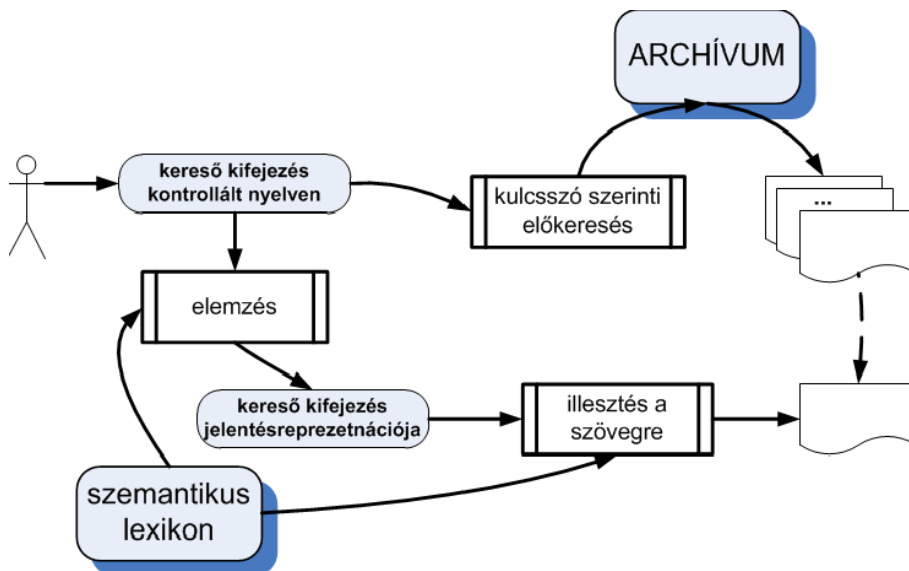 ARCHÍVUM
kereső kifejezés
kontrollált nyelven
kulcsszó szerinti
előkeresés
...
elemzés
kereső kifejezés
jelentésreprezetnációja
illesztés a
szövegre
szemantikus
lexikon